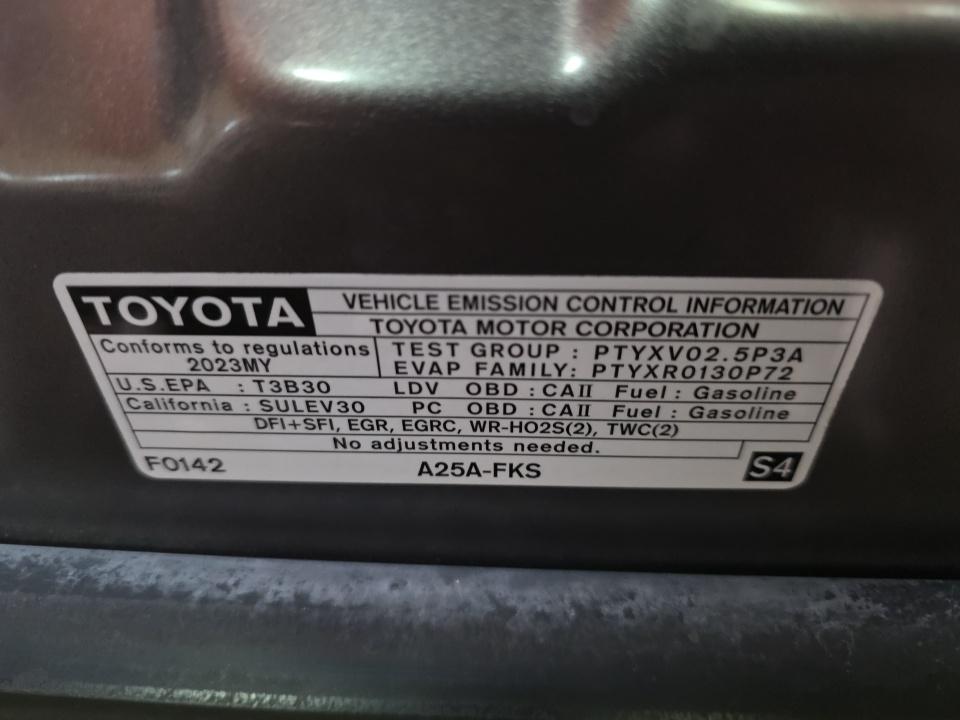 TOYOTA VEHICLE EMISSION CONTROL INFORMATION
TOYOTA MOTOR CORPORATION
Conforms to regulations
2023MY
TEST GROUP : PTYXV02.5P3A
EVAP FAMILY: PTYXR0130P72
U.S.EPA : T3B30 LDV OBD : CAII Fuel : Gasoline
California : SULEV30 PC OBD : CAII Fuel : Gasoline
DFI+SFI, EGR, EGRC, WR-HO2S(2), TWC(2)
No adjustments needed.
F0142 A25A-FKS S4